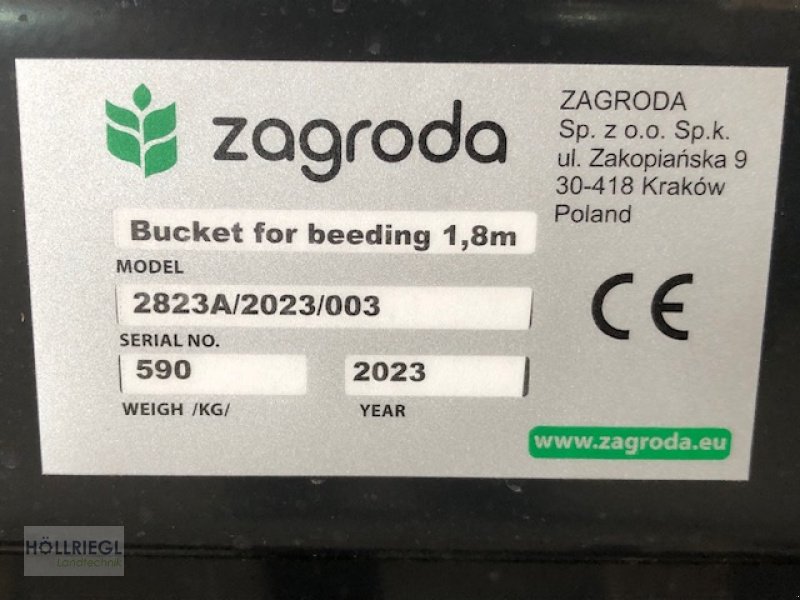 zagroda
ZAGRODA
Sp. z o.o. Sp.k.
ul. Zakopiańska 9
30-418 Kraków
Poland
Bucket for beeding 1,8m
MODEL
2823A/2023/003
SERIAL NO.
590
WEIGH /KG/
2023
YEAR
CE
www.zagroda.eu
HÖLLRIEGL
Landtechnik